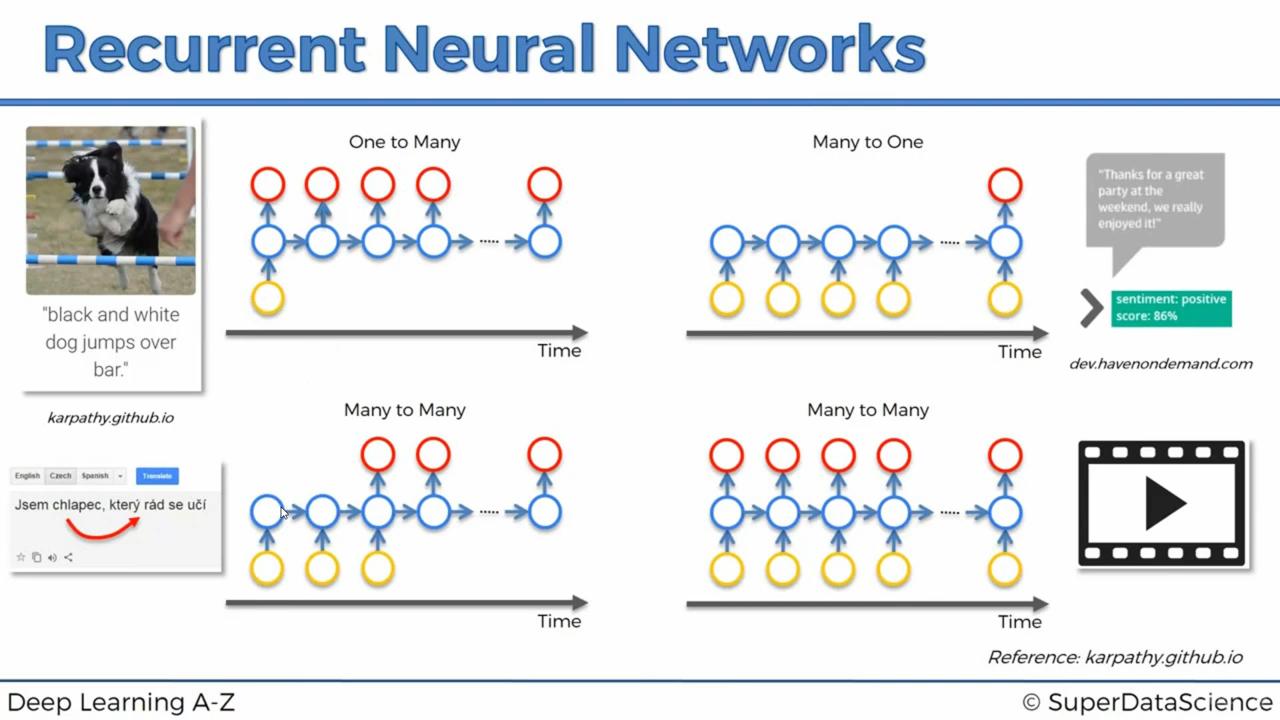 Recurrent Neural Networks
One to Many
Time
"black and white
dog jumps over
bar."
karpathy.github.io
Many to One
Time
"Thanks for a great
party at the
weekend, we really
enjoyed it!"
sentiment: positive
score: 86%
dev.havenondemand.com
Many to Many
Time
English Czech Spanish Translate
Jsem chlapec, který rád se učí
Many to Many
Time
Reference: karpathy.github.io
Deep Learning A-Z
© SuperDataScience